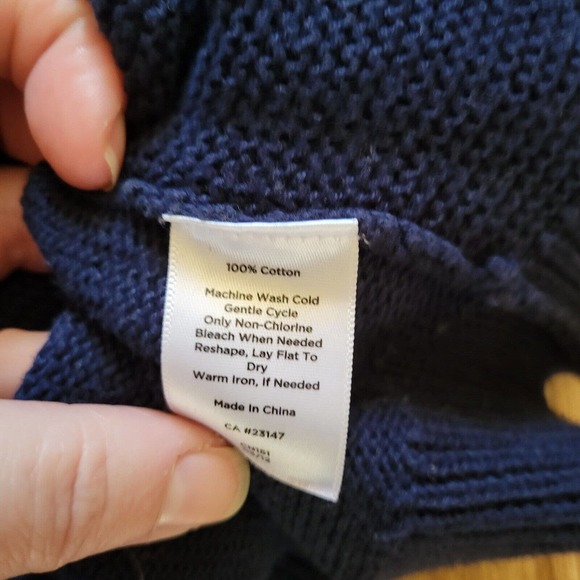 100% Cotton
Machine Wash Cold
Gentle Cycle
Only Non-Chlorine
Bleach When Needed
Reshape, Lay Flat To
Dry
Warm Iron, If Needed
Made In China
CA #23147